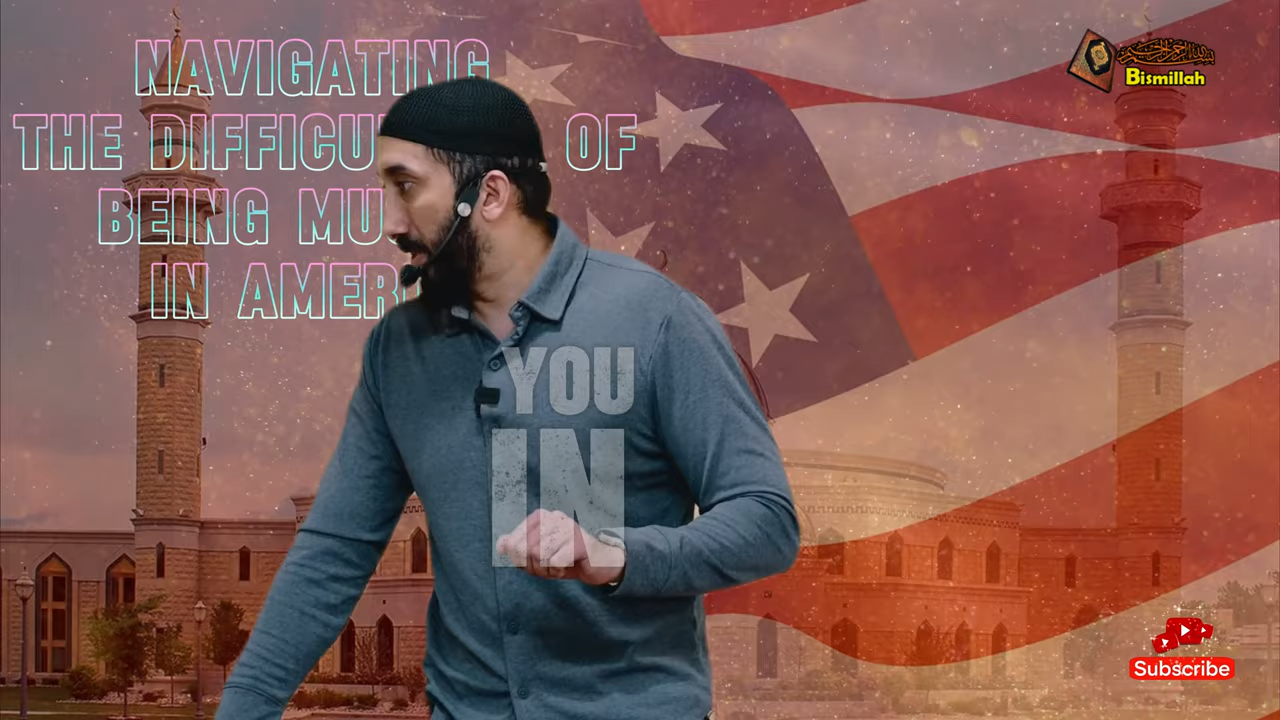 NAVIGATING
THE DIFFICU OF
BEING MU
IN AMER
YOU
IN
Bismillah
Subscribe